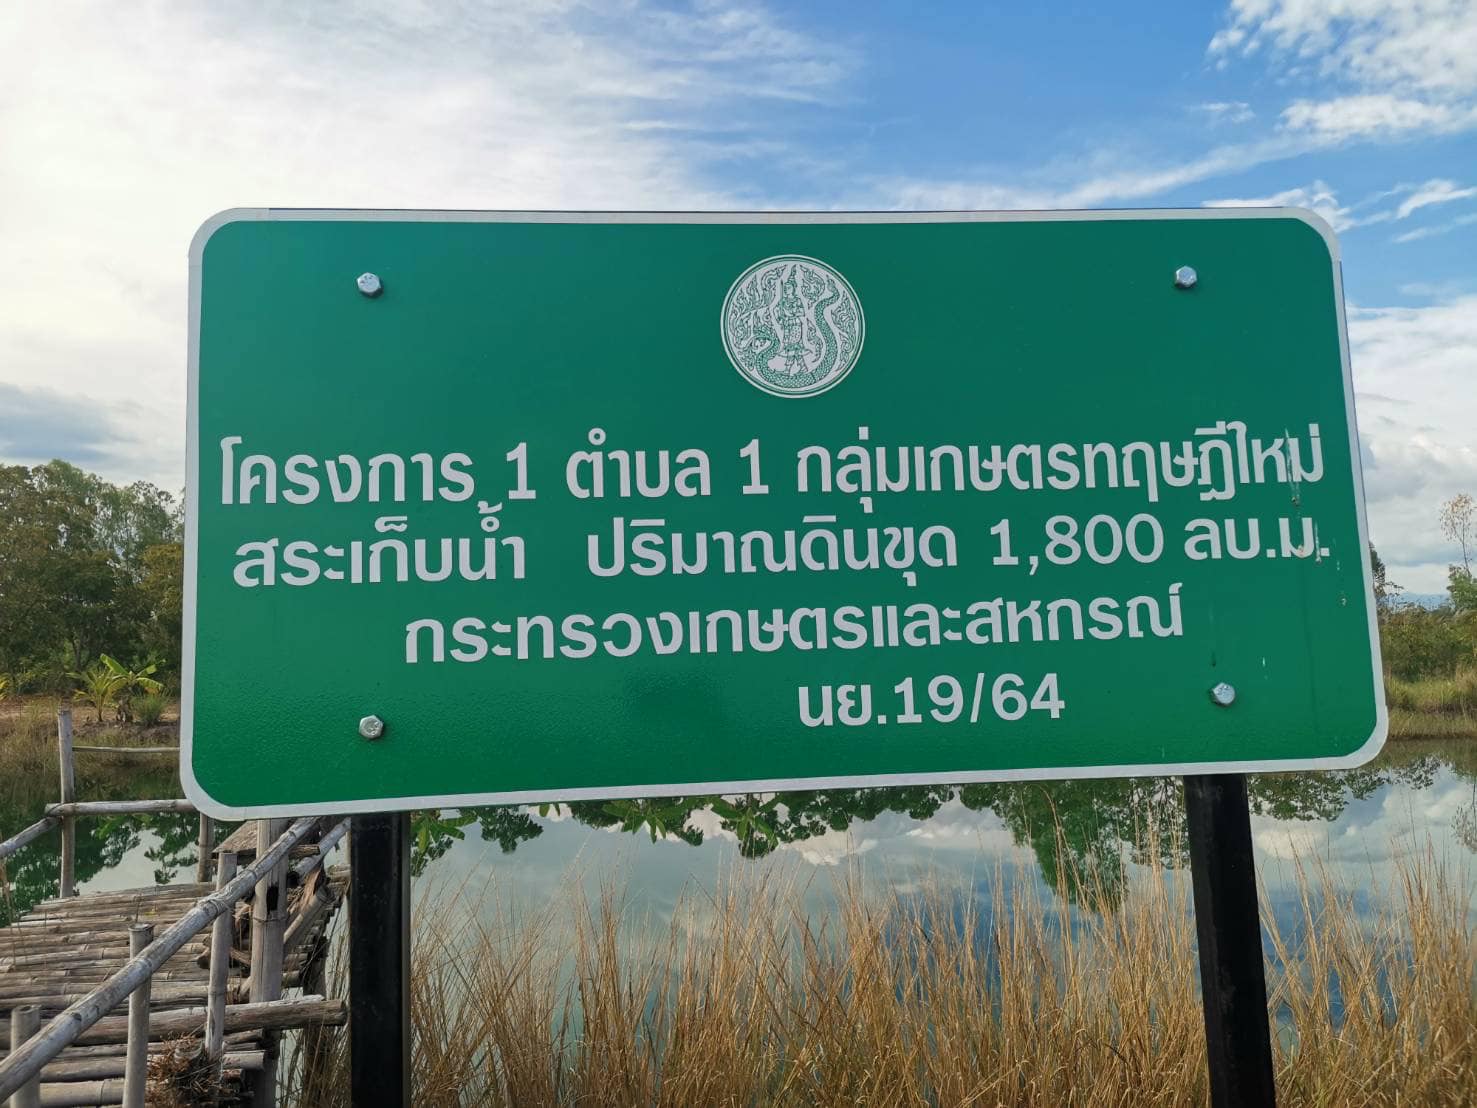 โครงการ 1 ตำบล 1 กลุ่มเกษตรทฤษฎีใหม่
สระเก็บน้ำ ปริมาณดินขุด 1,800 ลบ.ม.
กระทรวงเกษตรและสหกรณ์
นย.19/64